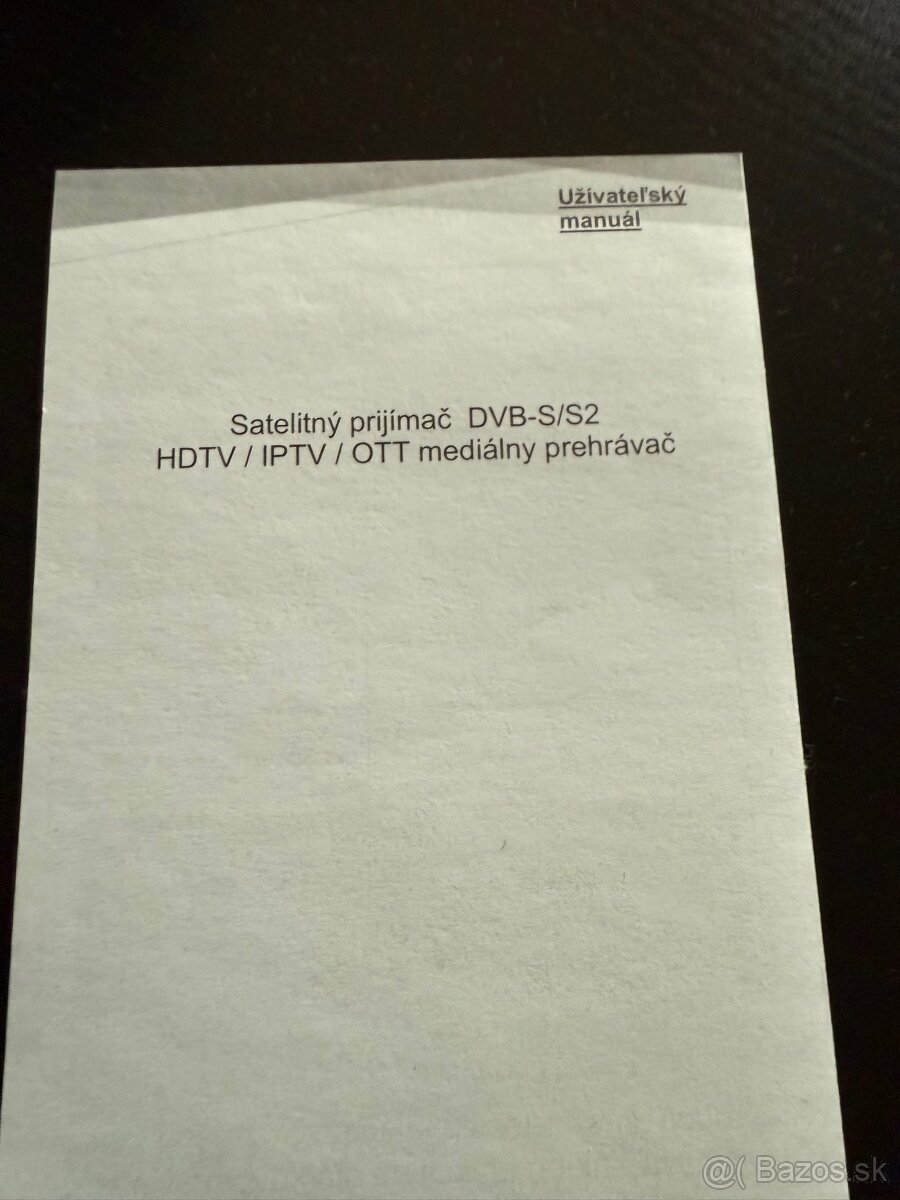 Užívateľský
manuál
Satelitný prijímač DVB-S/S2
HDTV / IPTV / OTT mediálny prehrávač
@( Bazos.sk